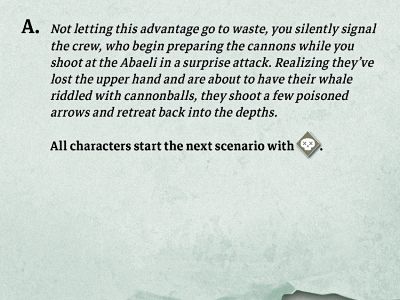 A. Not letting this advantage go to waste, you silently signal
the crew, who begin preparing the cannons while you
shoot at the Abaeli in a surprise attack. Realizing they've
lost the upper hand and are about to have their whale
riddled with cannonballs, they shoot a few poisoned
arrows and retreat back into the depths.
All characters start the next scenario with .